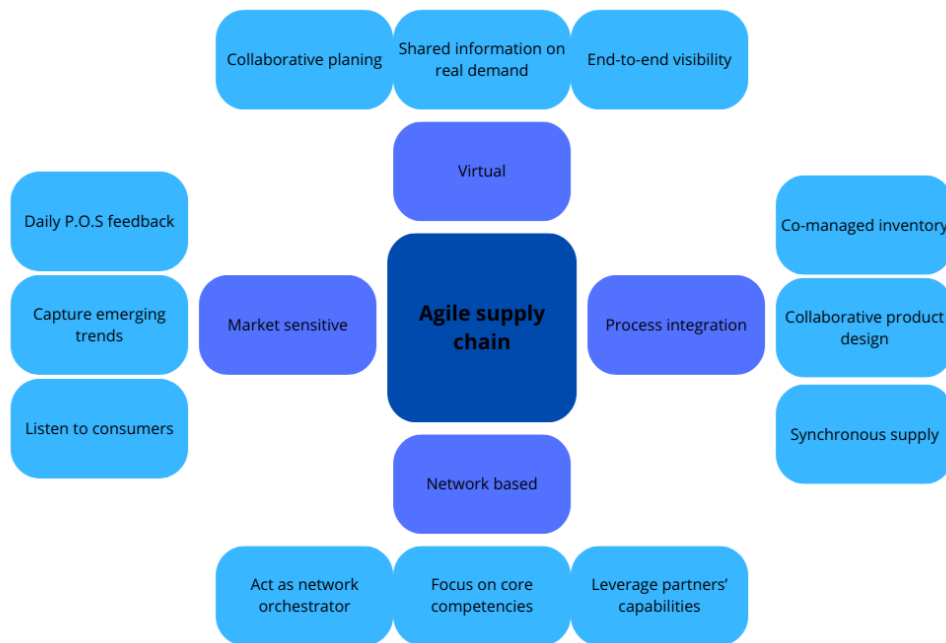 Collaborative planing
Shared information on
real demand
End-to-end visibility
Virtual
Daily P.O.S feedback
Capture emerging
trends
Listen to consumers
Market sensitive
Agile supply
chain
Process integration
Co-managed inventory
Collaborative product
design
Synchronous supply
Network based
Act as network
orchestrator
Focus on core
competencies
Leverage partners’
capabilities